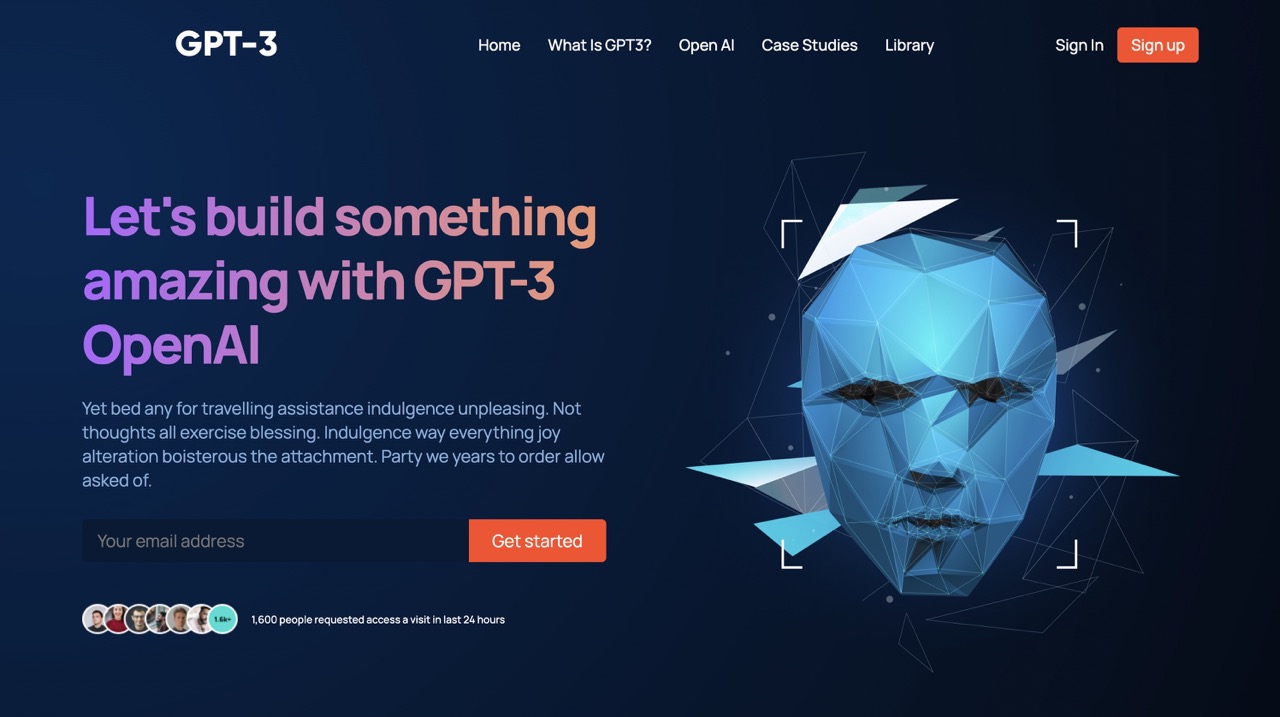 GPT-3
Home
What Is GPT3?
Open AI
Case Studies
Library
Sign In
Sign up
Let's build something
amazing with GPT-3
OpenAI
Yet bed any for travelling assistance indulgence unpleasing. Not
thoughts all exercise blessing. Indulgence way everything joy
alteration boisterous the attachment. Party we years to order allow
asked of.
Your email address
Get started
1.6k+
1,600 people requested access a visit in last 24 hours